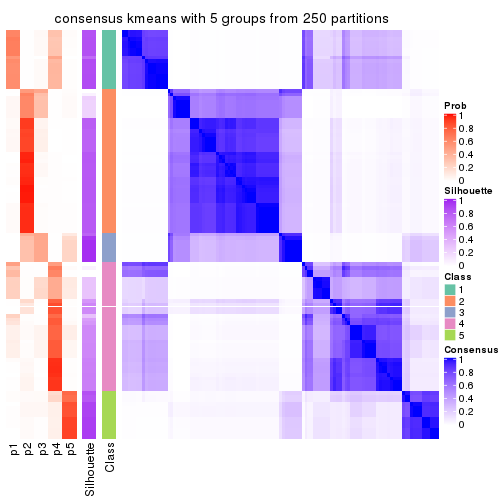 consensus kmeans with 5 groups from 250 partitions
Prob
1
0.8
0.6
0.4
0.2
0
Silhouette
1
0.8
0.6
0.4
0.2
0
Class
1
2
3
4
5
Consensus
1
0.8
0.6
0.4
0.2
0
p1
p2
p3
p4
p5
Silhouette
Class